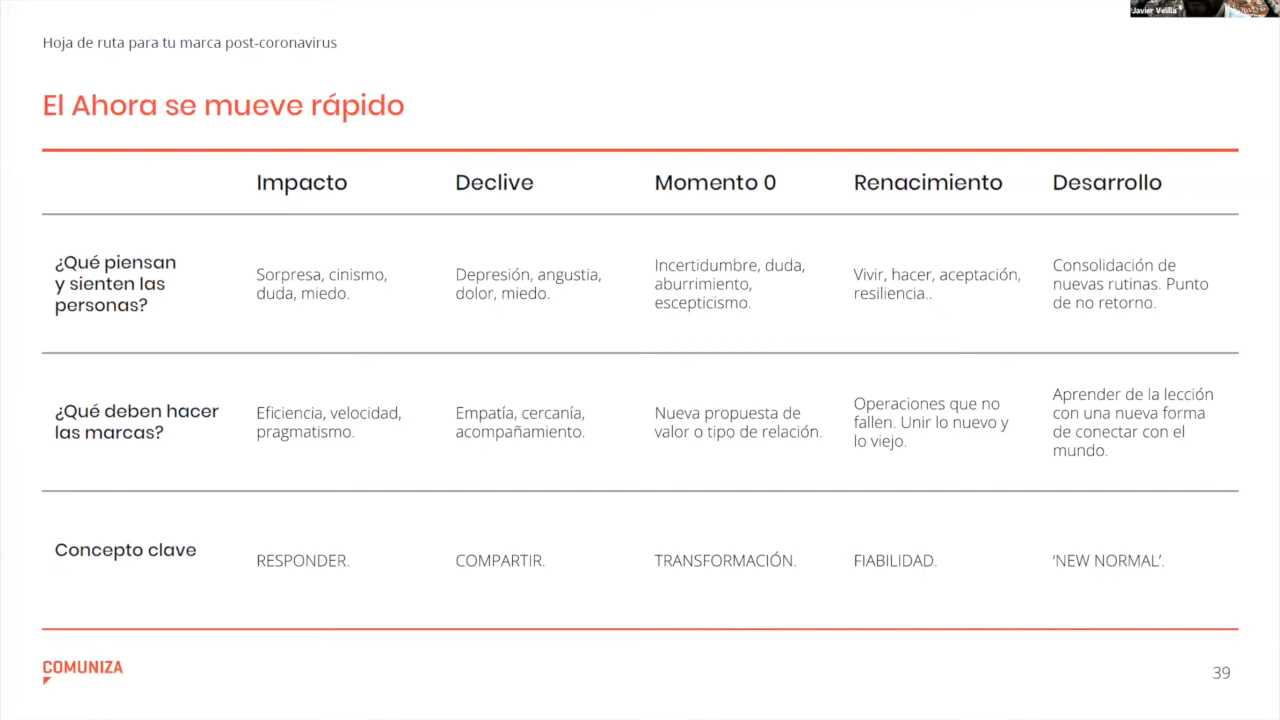 Javier Velilla
Hoja de ruta para tu marca post-coronavirus
El Ahora se mueve rápido
Impacto
Declive
Momento 0
Renacimiento
Desarrollo
¿Qué piensan
y sienten las
personas?
Sorpresa, cinismo,
duda, miedo.
Depresión, angustia,
dolor, miedo.
Incertidumbre, duda,
aburrimiento,
escepticismo.
Vivir, hacer, aceptación,
resiliencia..
Consolidación de
nuevas rutinas. Punto
de no retorno.
¿Qué deben hacer
las marcas?
Eficiencia, velocidad,
pragmatismo.
Empatía, cercanía,
acompañamiento.
Nueva propuesta de
valor o tipo de relación.
Operaciones que no
fallen. Unir lo nuevo y
lo viejo.
Aprender de la lección
con una nueva forma
de conectar con el
mundo.
Concepto clave
RESPONDER.
COMPARTIR.
TRANSFORMACIÓN.
FIABILIDAD.
‘NEW NORMAL’.
COMUNIZA
39